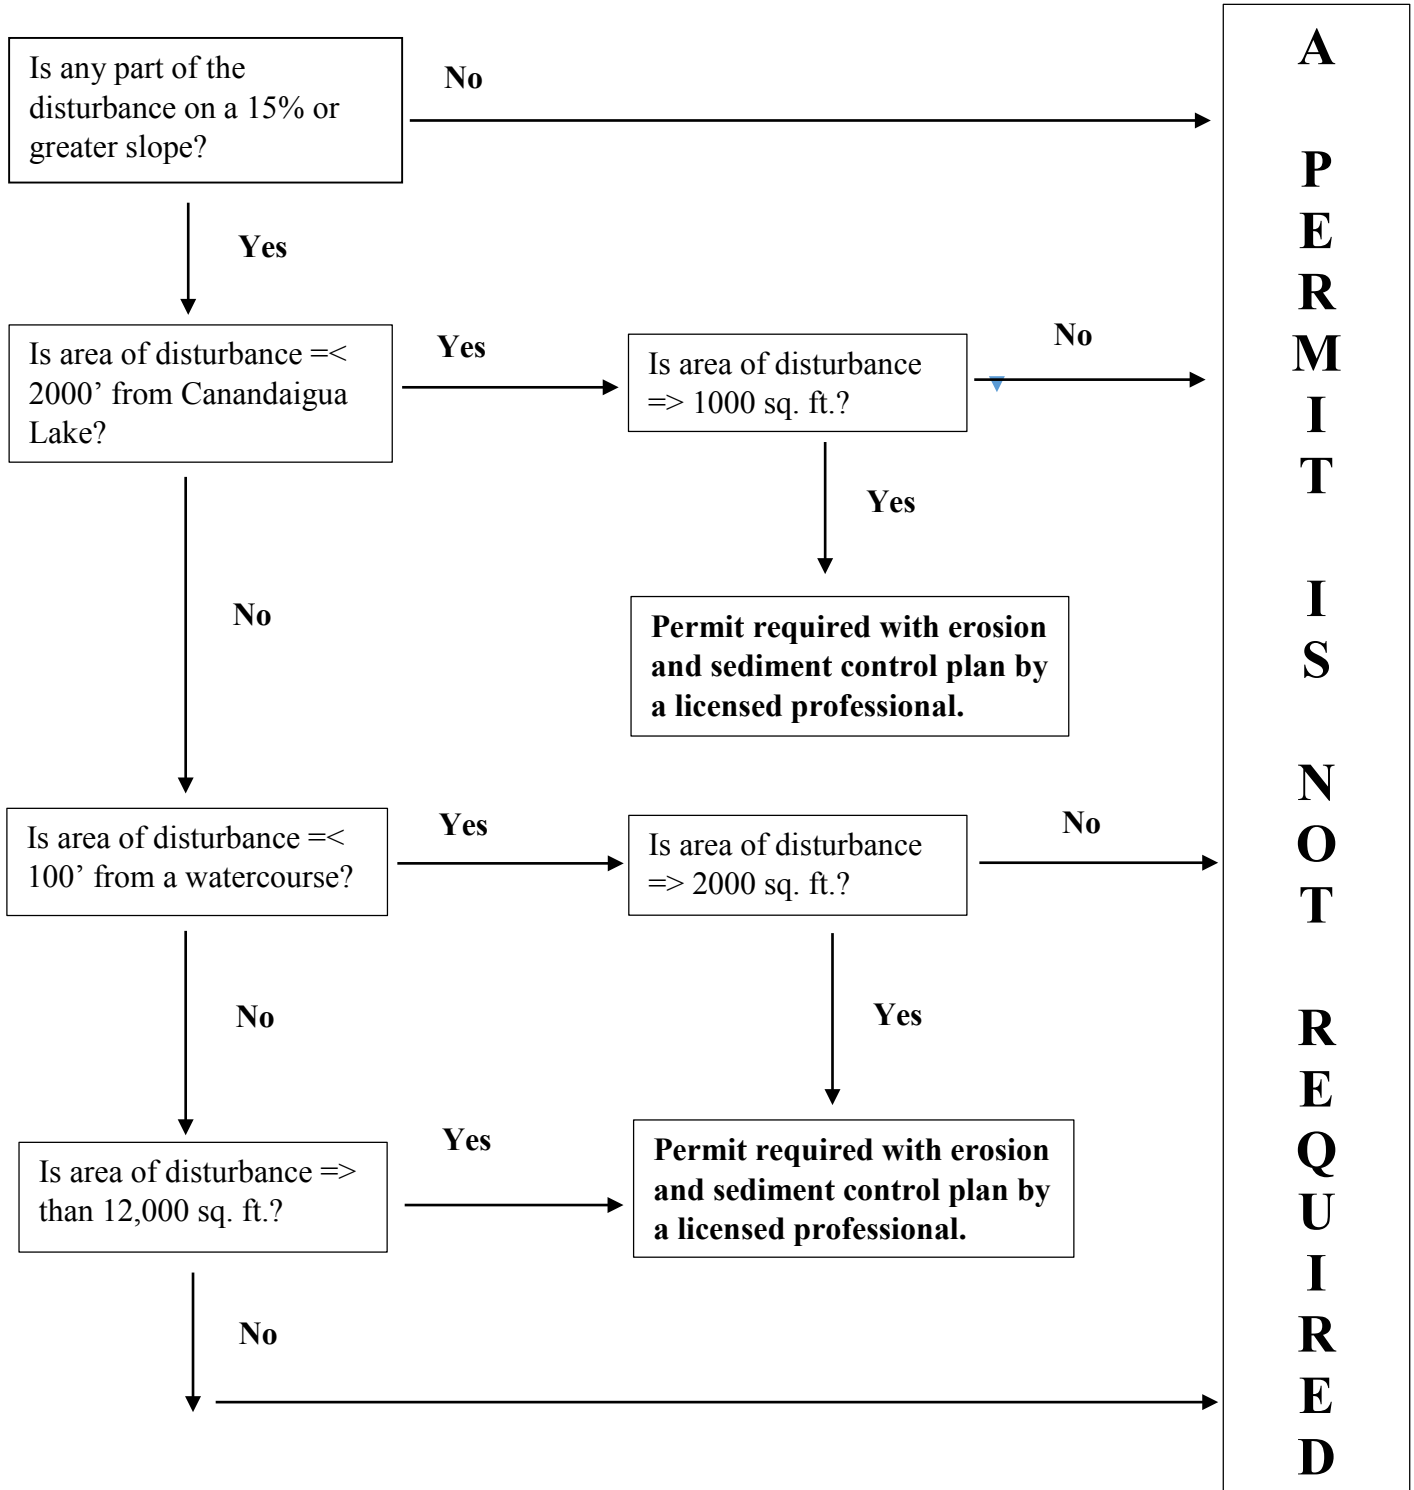 Is any part of the
disturbance on a 15% or
greater slope?
No
Yes
Is area of disturbance =<
2000’ from Canandaigua
Lake?
Yes
Is area of disturbance
=> 1000 sq. ft.?
No
Yes
No
Permit required with erosion
and sediment control plan by
a licensed professional.
Is area of disturbance =<
100’ from a watercourse?
Yes
Is area of disturbance
=> 2000 sq. ft.?
No
No
Yes
Is area of disturbance =>
than 12,000 sq. ft.?
Yes
Permit required with erosion
and sediment control plan by
a licensed professional.
No
A
P
E
R
M
I
T
I
S
N
O
T
R
E
Q
U
I
R
E
D